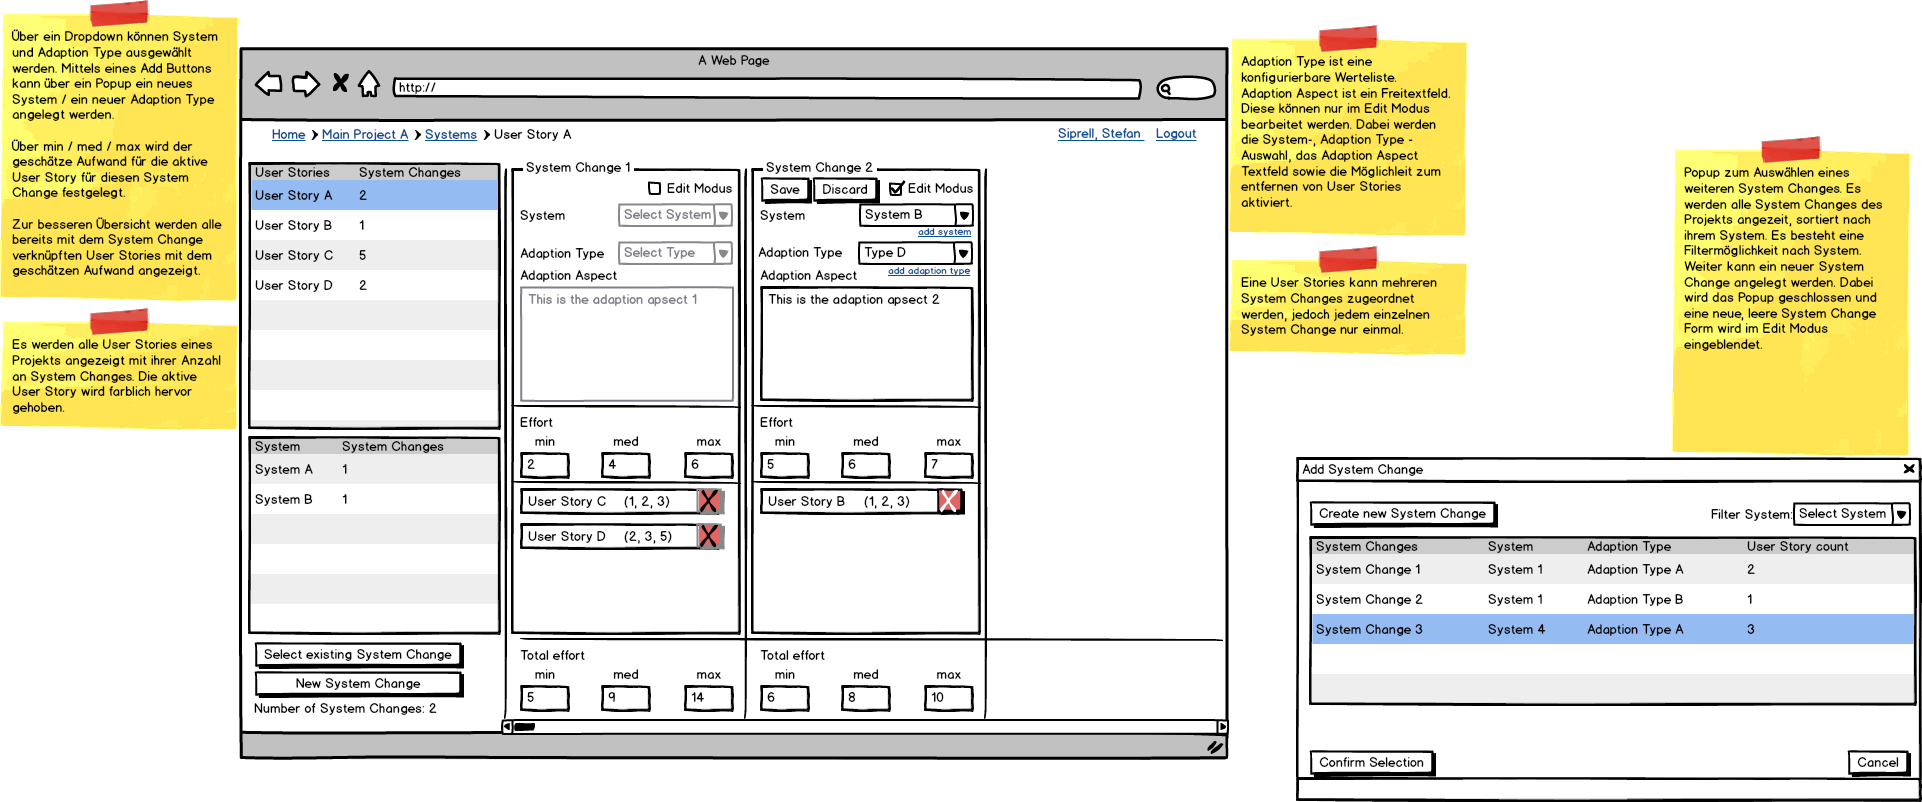 Über ein Dropdown können System
und Adaption Type ausgewählt
werden. Mittels eines Add Buttons
kann über ein Popup ein neues
System / ein neuer Adaption Type
angelegt werden.
Über min / med / max wird der
geschätze Aufwand für die aktive
User Story für diesen System
Change festgelegt.
Zur besseren Übersicht werden alle
bereits mit dem System Change
verknüpften User Stories mit dem
geschätzen Aufwand angezeigt.
Es werden alle User Stories eines
Projekts angezeigt mit ihrer Anzahl
an System Changes. Die aktive
User Story wird farblich hervor
gehoben.
A Web Page
http://
Home Main Project A Systems User Story A
Siprell, Stefan Logout
User Stories System Changes
User Story A 2
User Story B 1
User Story C 5
User Story D 2
System System Changes
System A 1
System B 1
Select existing System Change
New System Change
Number of System Changes: 2
System Change 1
Edit Modus
System Select System
Adaption Type Select Type
Adaption Aspect
This is the adaption apsect 1
Effort
min med max
2 4 6
User Story C (1, 2, 3) X
User Story D (2, 3, 5) X
Total effort
min med max
5 9 14
System Change 2
Save Discard Edit Modus
System System B
add system
Adaption Type Type D
add adaption type
Adaption Aspect
This is the adaption apsect 2
Effort
min med max
5 6 7
User Story B (1, 2, 3) X
Total effort
min med max
6 8 10
Adaption Type ist eine
konfigurierbare Werteliste.
Adaption Aspect ist ein Freitextfeld.
Diese können nur im Edit Modus
bearbeitet werden. Dabei werden
die System-, Adaption Type -
Auswahl, das Adaption Aspect
Textfeld sowie die Möglichleit zum
entfernen von User Stories
aktiviert.
Eine User Stories kann mehreren
System Changes zugeordnet
werden, jedoch jedem einzelnen
System Change nur einmal.
Popup zum Auswählen eines
weiteren System Changes. Es
werden alle System Changes des
Projekts angezeit, sortiert nach
ihrem System. Es besteht eine
Filtermöglichkeit nach System.
Weiter kann ein neuer System
Change angelegt werden. Dabei
wird das Popup geschlossen und
eine neue, leere System Change
Form wird im Edit Modus
eingeblendet.
Add System Change
Create new System Change
Filter System: Select System
System Changes System Adaption Type User Story count
System Change 1 System 1 Adaption Type A 2
System Change 2 System 1 Adaption Type B 1
System Change 3 System 4 Adaption Type A 3
Confirm Selection Cancel